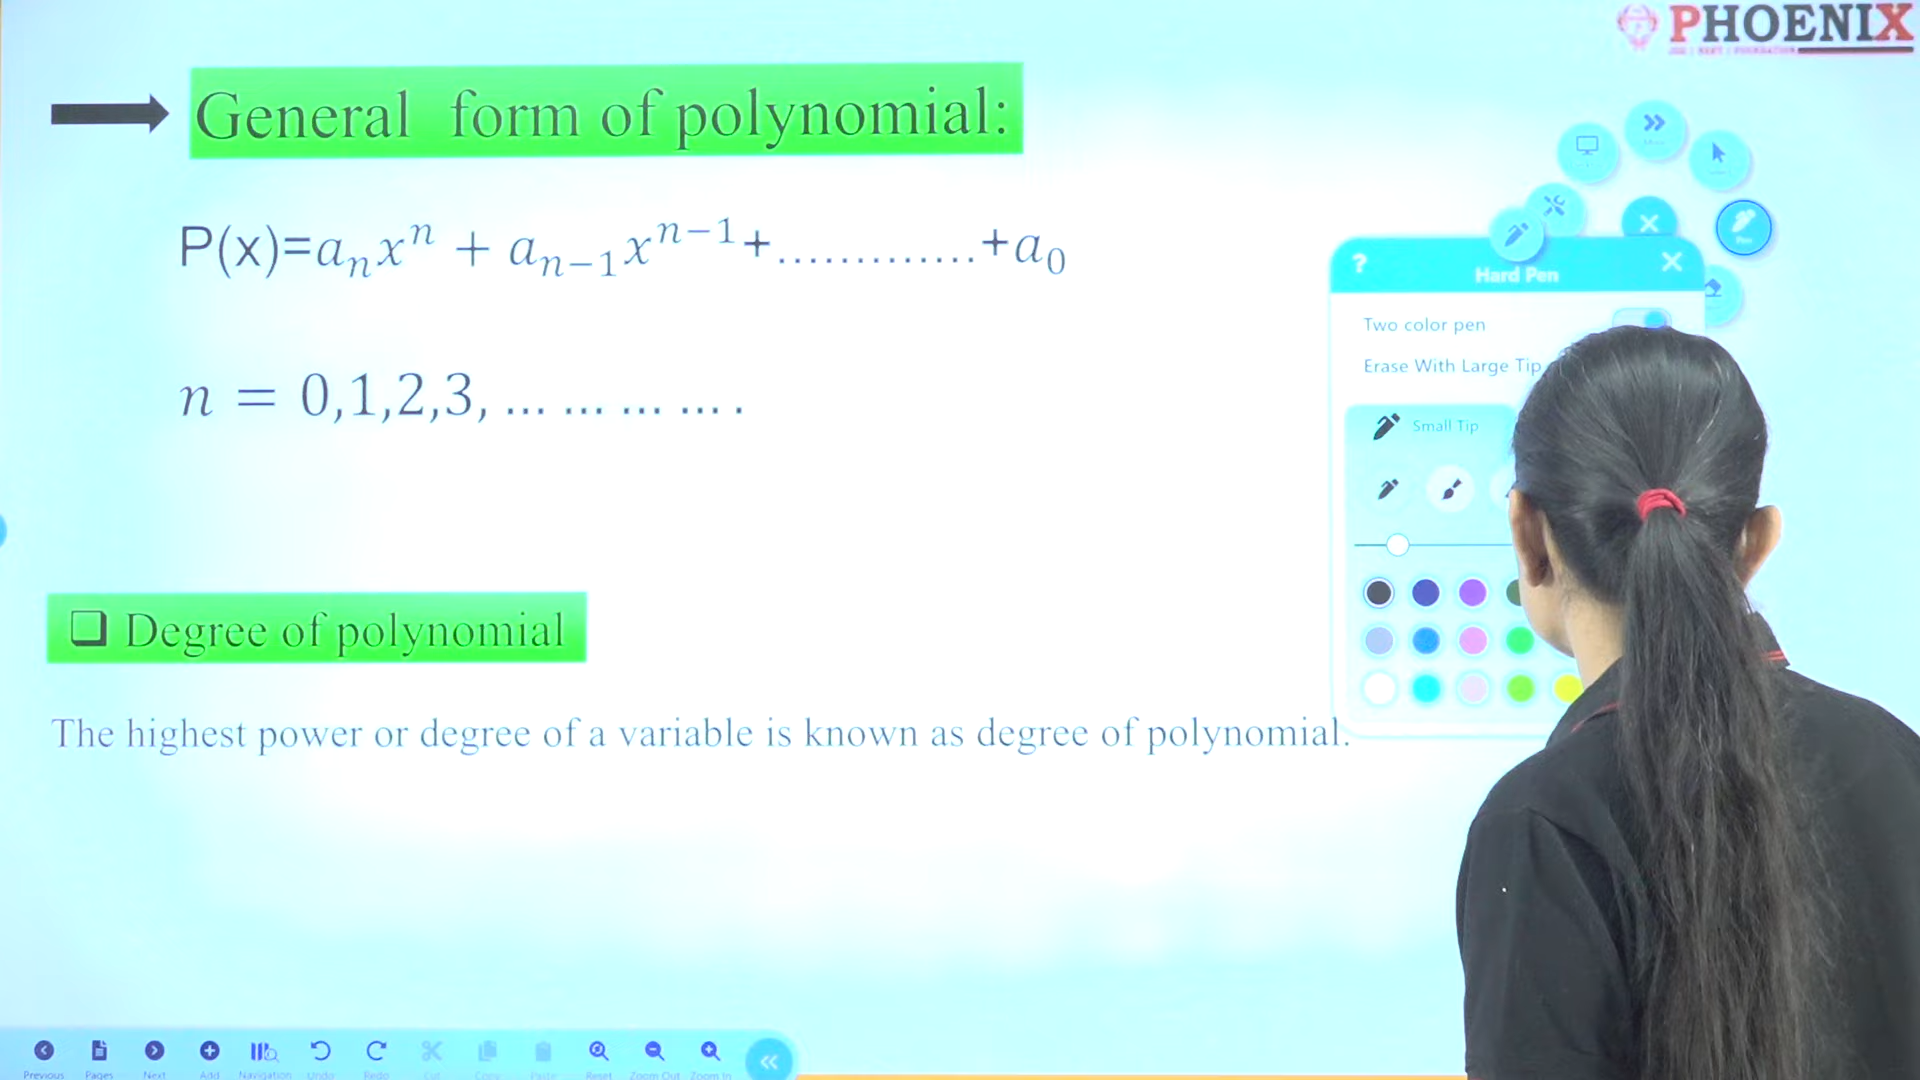 PHOENIX
General form of polynomial:
P(x)=aₙxⁿ + aₙ₋₁xⁿ⁻¹+.............+a₀
n = 0,1,2,3, ... ... ... ... .
? Hard Pen
Two color pen
Erase With Large Tip
Small Tip
❑ Degree of polynomial
The highest power or degree of a variable is known as degree of polynomial.
Previous Pages Next Add Navigation Undo Redo Cut Copy Paste Reset Zoom Out Zoom In